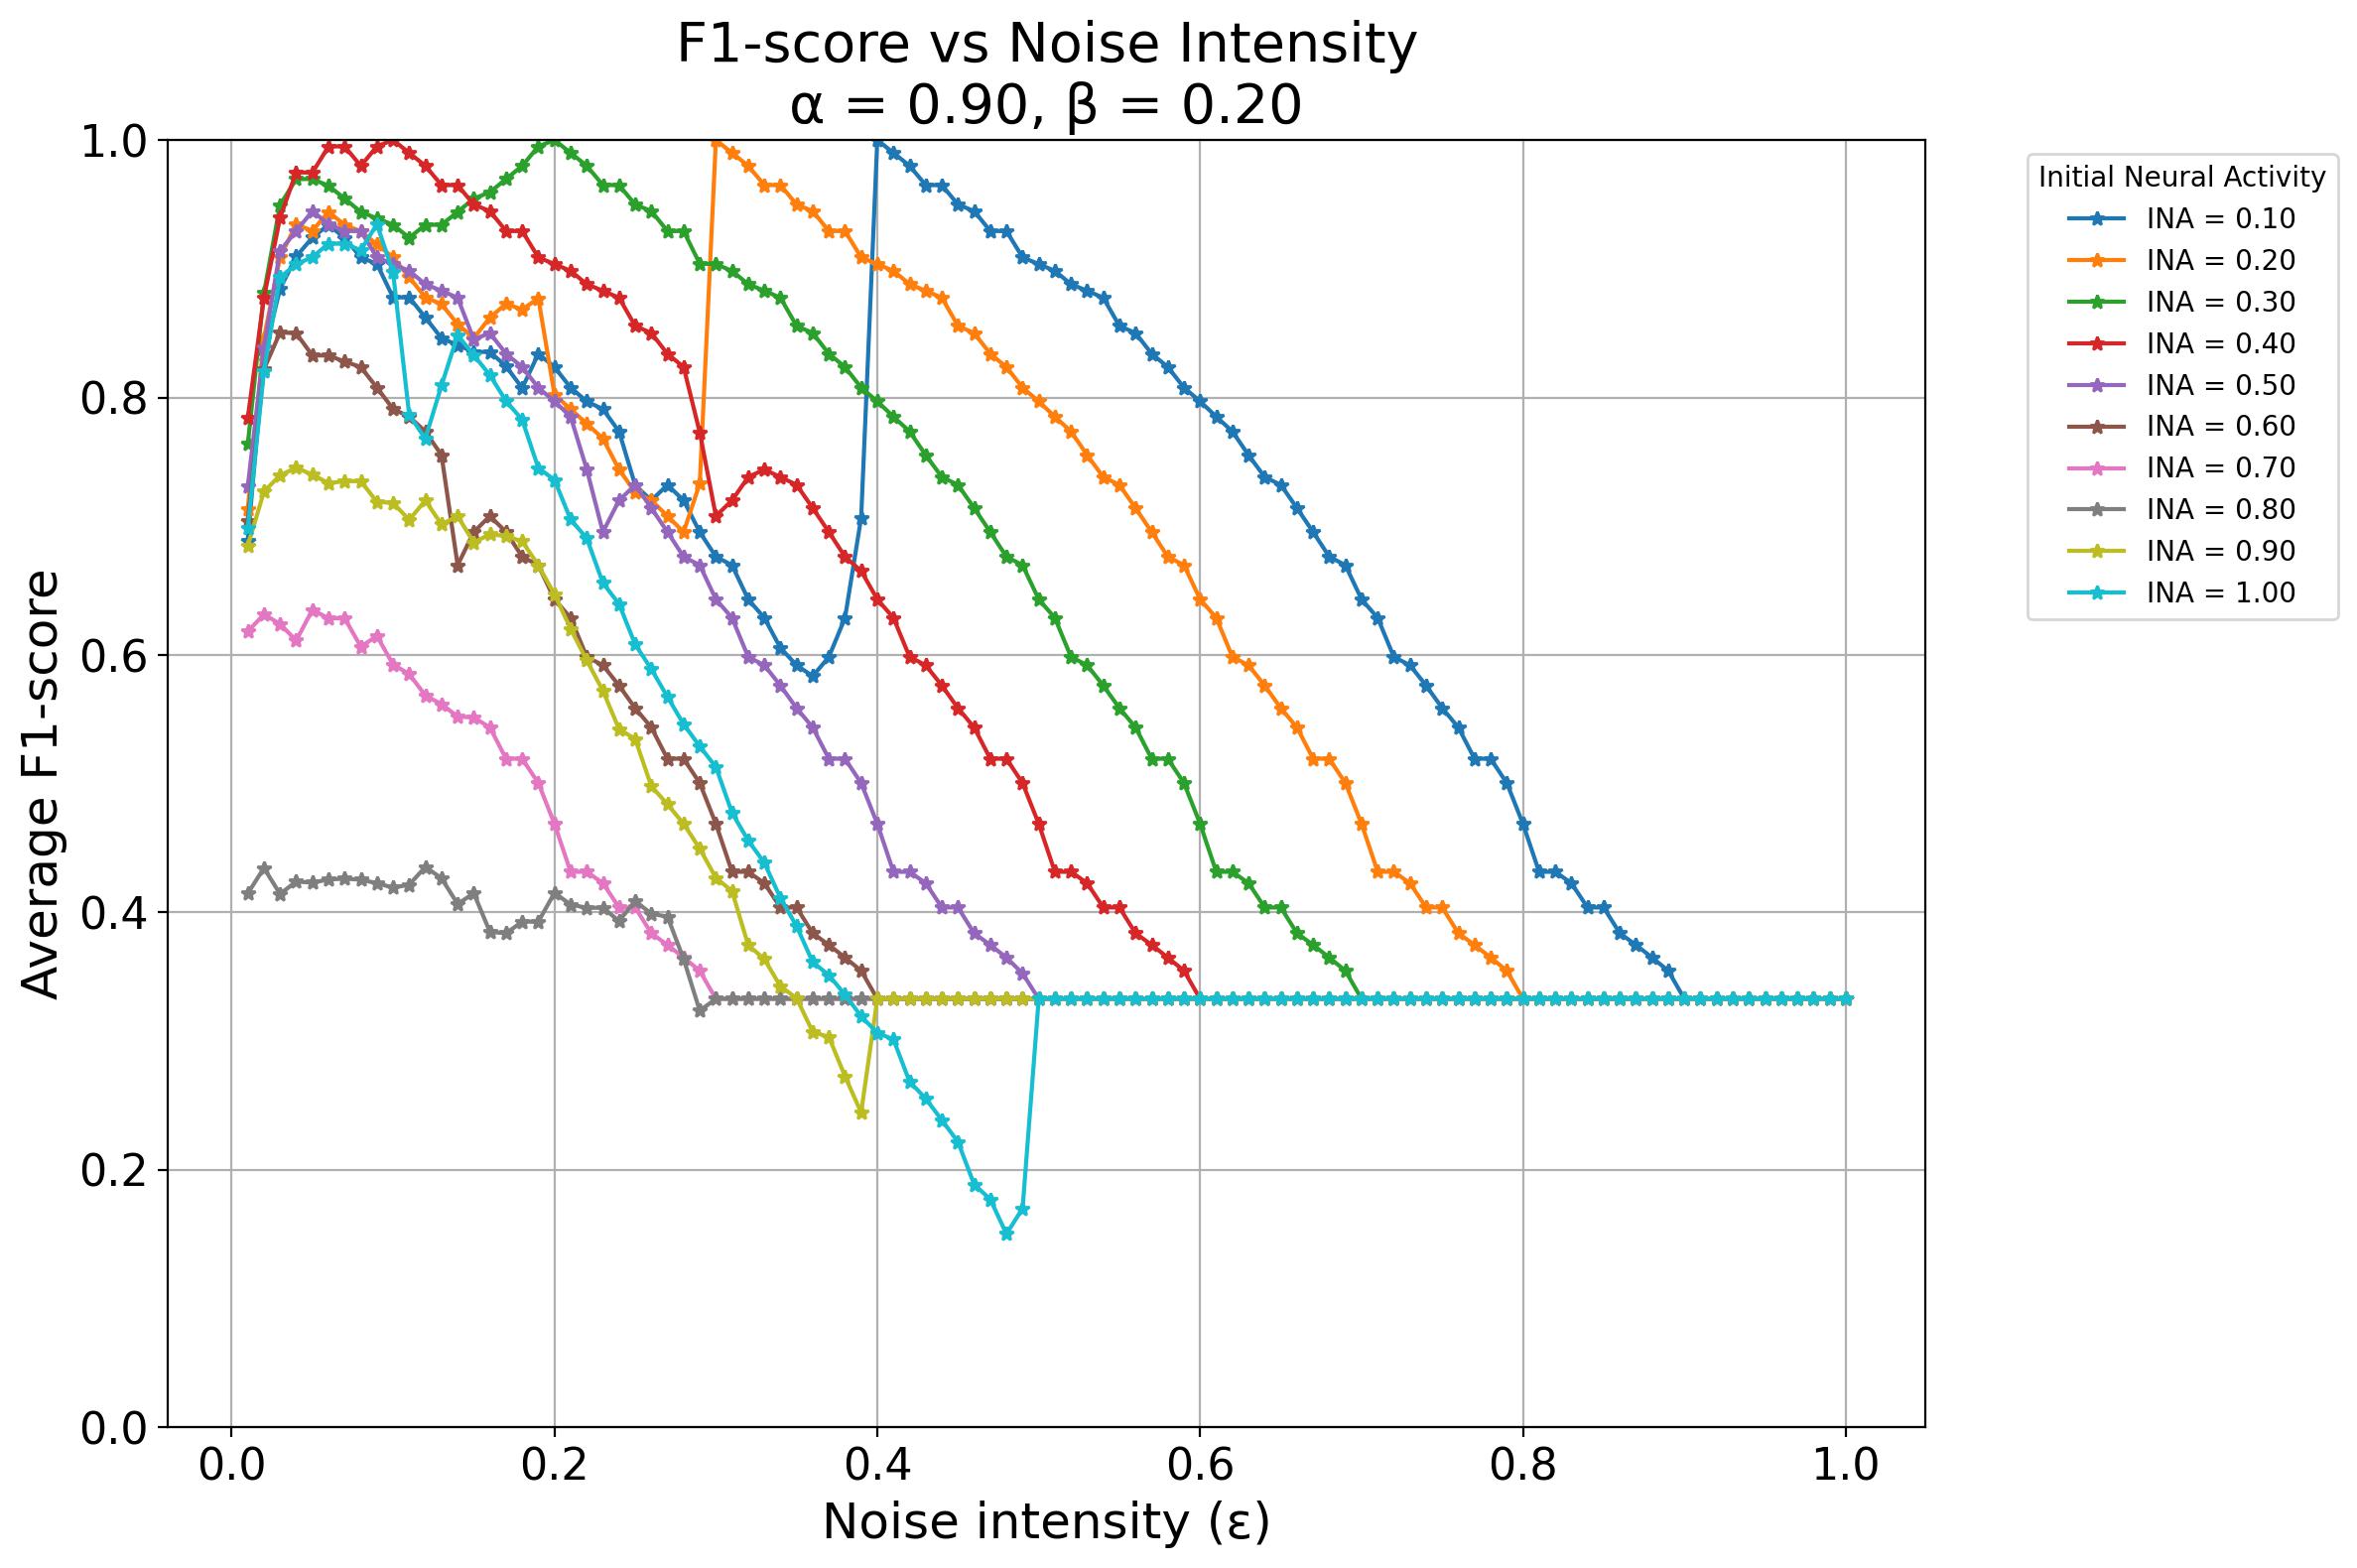 F1-score vs Noise Intensity
α = 0.90, β = 0.20
Average F1-score
1.0
0.8
0.6
0.4
0.2
0.0
0.0 0.2 0.4 0.6 0.8 1.0
Noise intensity (ε)
Initial Neural Activity
INA = 0.10
INA = 0.20
INA = 0.30
INA = 0.40
INA = 0.50
INA = 0.60
INA = 0.70
INA = 0.80
INA = 0.90
INA = 1.00